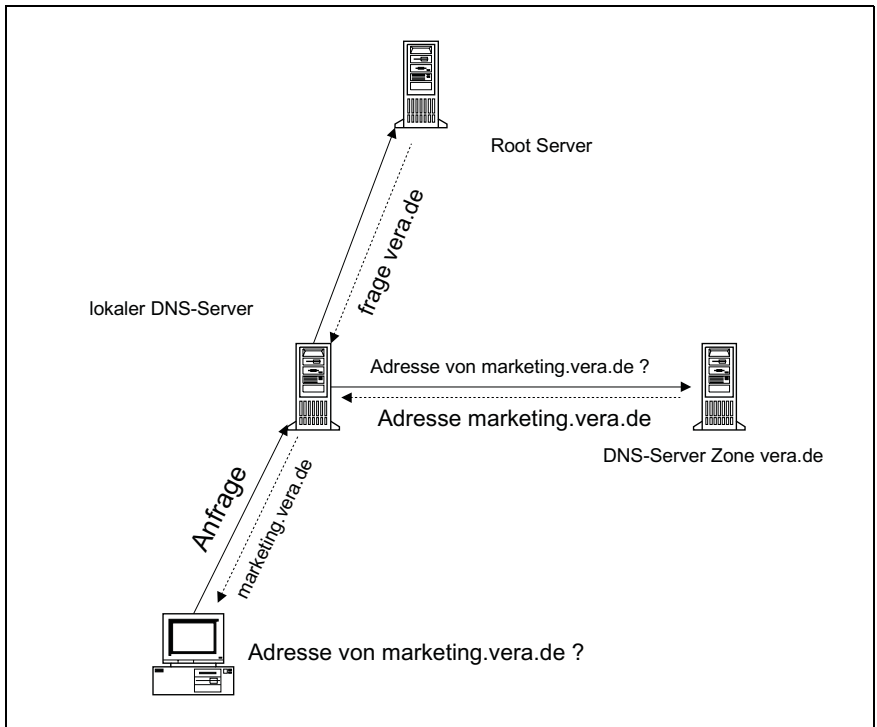 Root Server
frage vera.de
lokaler DNS-Server
Adresse von marketing.vera.de ?
Adresse marketing.vera.de
DNS-Server Zone vera.de
Anfrage
marketing.vera.de
Adresse von marketing.vera.de ?